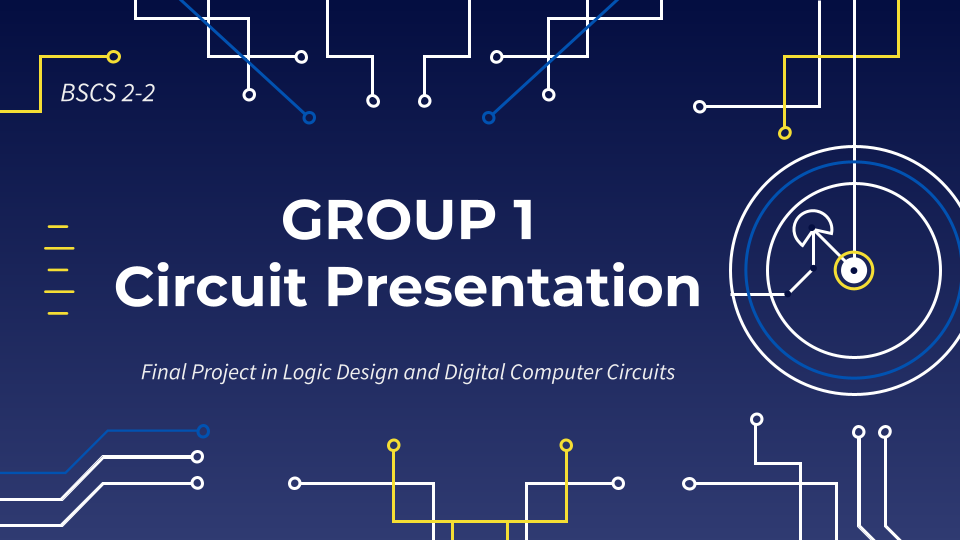 BSCS 2-2
GROUP 1
Circuit Presentation
Final Project in Logic Design and Digital Computer Circuits